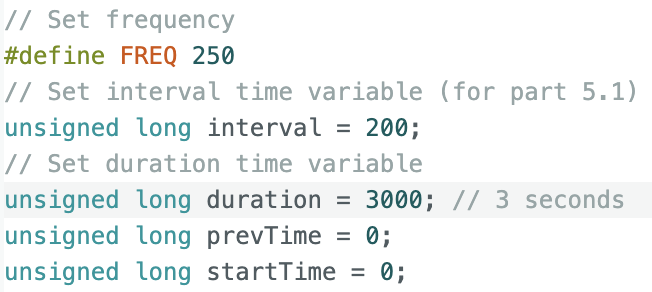 // Set frequency
#define FREQ 250
// Set interval time variable (for part 5.1)
unsigned long interval = 200;
// Set duration time variable
unsigned long duration = 3000; // 3 seconds
unsigned long prevTime = 0;
unsigned long startTime = 0;